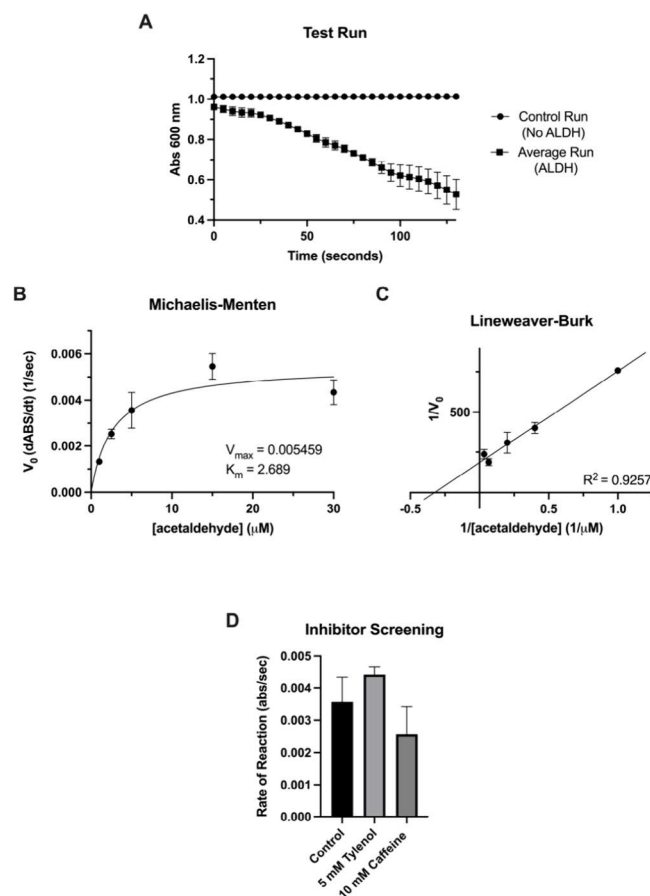 A
Test Run
Abs 600 nm
1.2
1.0
0.8
0.6
0.4
0
50
100
Time (seconds)
Control Run
(No ALDH)
Average Run
(ALDH)
B
Michaelis-Menten
V0 (dABS/dt) (1/sec)
0.006
0.004
0.002
0.000
0
10
20
30
[acetaldehyde] (μM)
Vmax = 0.005459
Km = 2.689
C
Lineweaver-Burk
1/V0
500
-0.5
0.0
0.5
1.0
1/[acetaldehyde] (1/μM)
R2 = 0.9257
D
Inhibitor Screening
Rate of Reaction (abs/sec)
0.005
0.004
0.003
0.002
0.001
0.000
Control
5 mM Tylenol
10 mM Caffeine